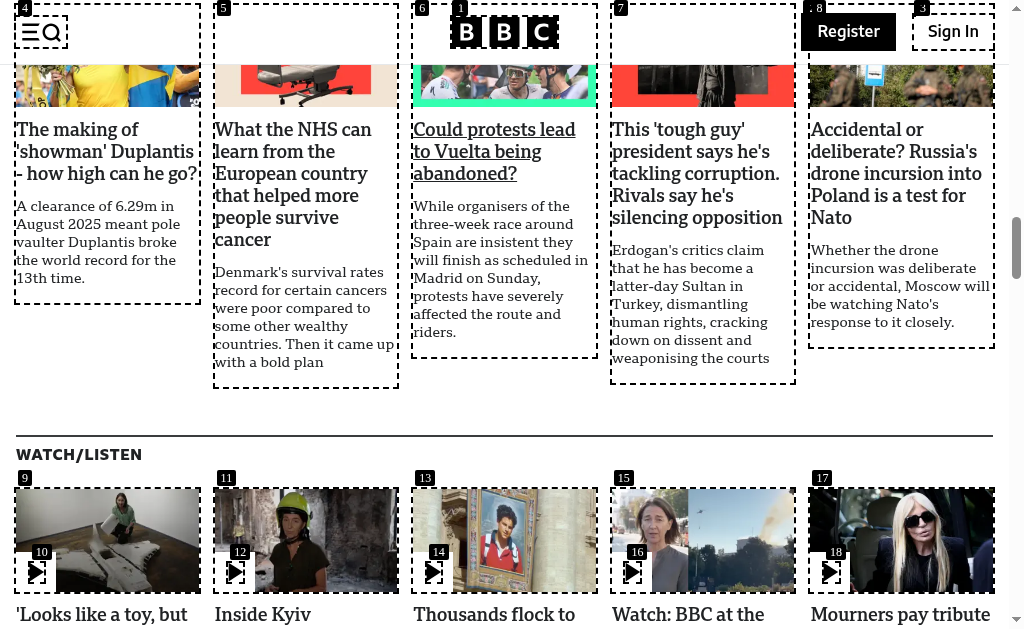 4
5
6
1
7
8
3
BBC
Register
Sign In
The making of
'showman' Duplantis
- how high can he go?
A clearance of 6.29m in
August 2025 meant pole
vaulter Duplantis broke
the world record for the
13th time.
What the NHS can
learn from the
European country
that helped more
people survive
cancer
Denmark's survival rates
record for certain cancers
were poor compared to
some other wealthy
countries. Then it came up
with a bold plan
Could protests lead
to Vuelta being
abandoned?
While organisers of the
three-week race around
Spain are insistent they
will finish as scheduled in
Madrid on Sunday,
protests have severely
affected the route and
riders.
This 'tough guy'
president says he's
tackling corruption.
Rivals say he's
silencing opposition
Erdogan's critics claim
that he has become a
latter-day Sultan in
Turkey, dismantling
human rights, cracking
down on dissent and
weaponising the courts
Accidental or
deliberate? Russia's
drone incursion into
Poland is a test for
Nato
Whether the drone
incursion was deliberate
or accidental, Moscow will
be watching Nato's
response to it closely.
WATCH/LISTEN
9
11
13
15
17
10
12
14
16
18
'Looks like a toy, but
Inside Kyiv
Thousands flock to
Watch: BBC at the
Mourners pay tribute